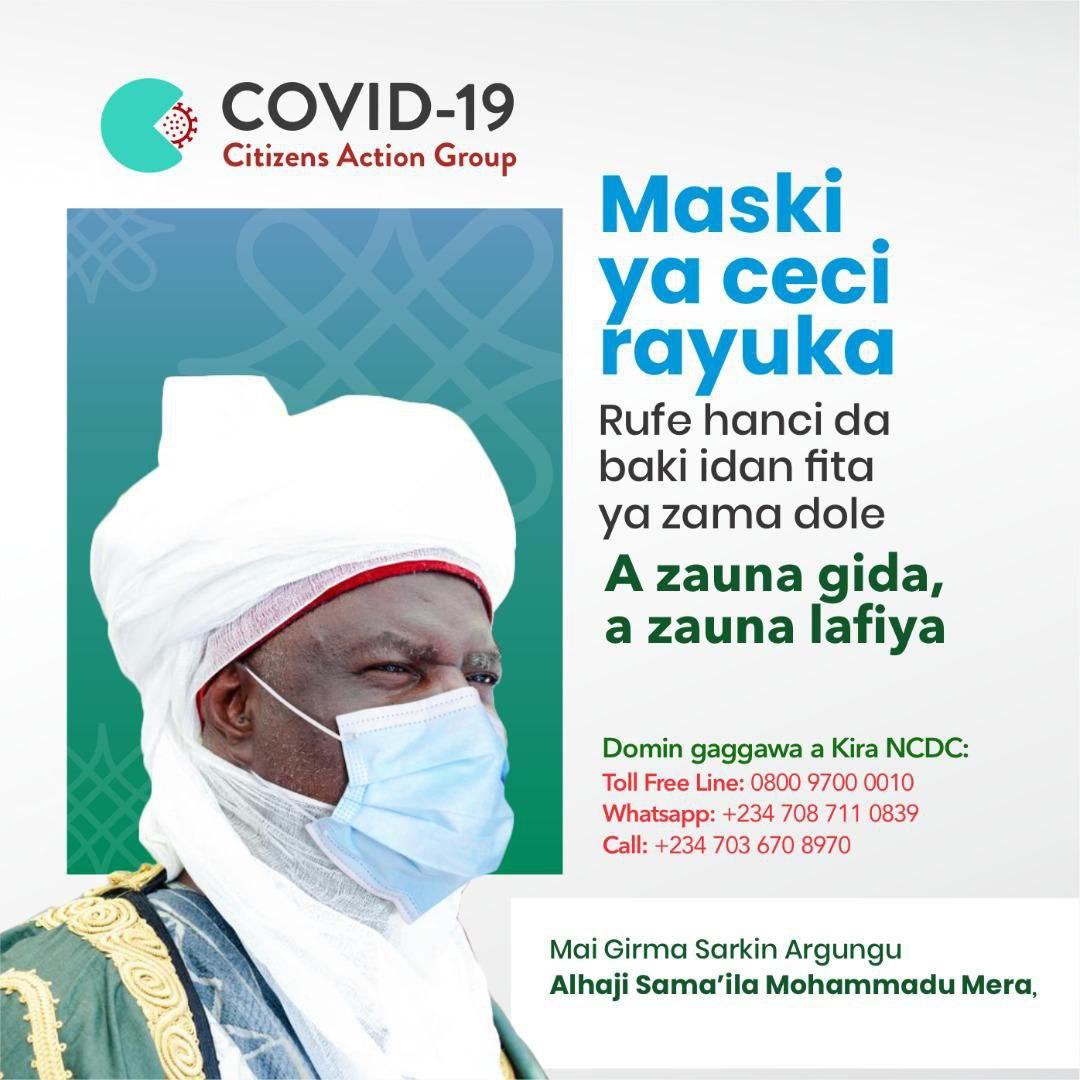 COVID-19
Citizens Action Group
Maski
ya ceci
rayuka
Rufe hanci da
baki idan fita
ya zama dole
A zauna gida,
a zauna lafiya
Domin gaggawa a Kira NCDC:
Toll Free Line: 0800 9700 0010
Whatsapp: +234 708 711 0839
Call: +234 703 670 8970
Mai Girma Sarkin Argungu
Alhaji Sama’ila Mohammadu Mera,